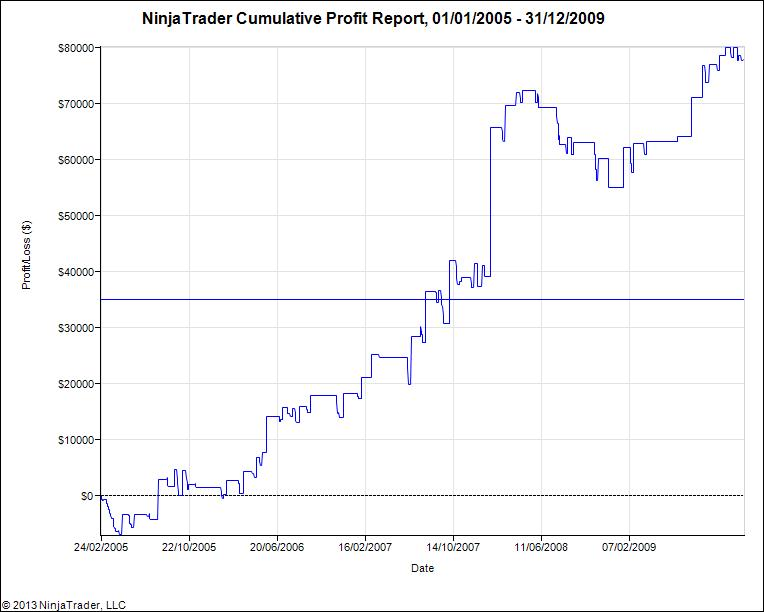 NinjaTrader Cumulative Profit Report, 01/01/2005 - 31/12/2009
$80000
$70000
$60000
$50000
$40000
$30000
$20000
$10000
$0
Profit/Loss ($)
24/02/2005 22/10/2005 20/06/2006 16/02/2007 14/10/2007 11/06/2008 07/02/2009
Date
© 2013 NinjaTrader, LLC